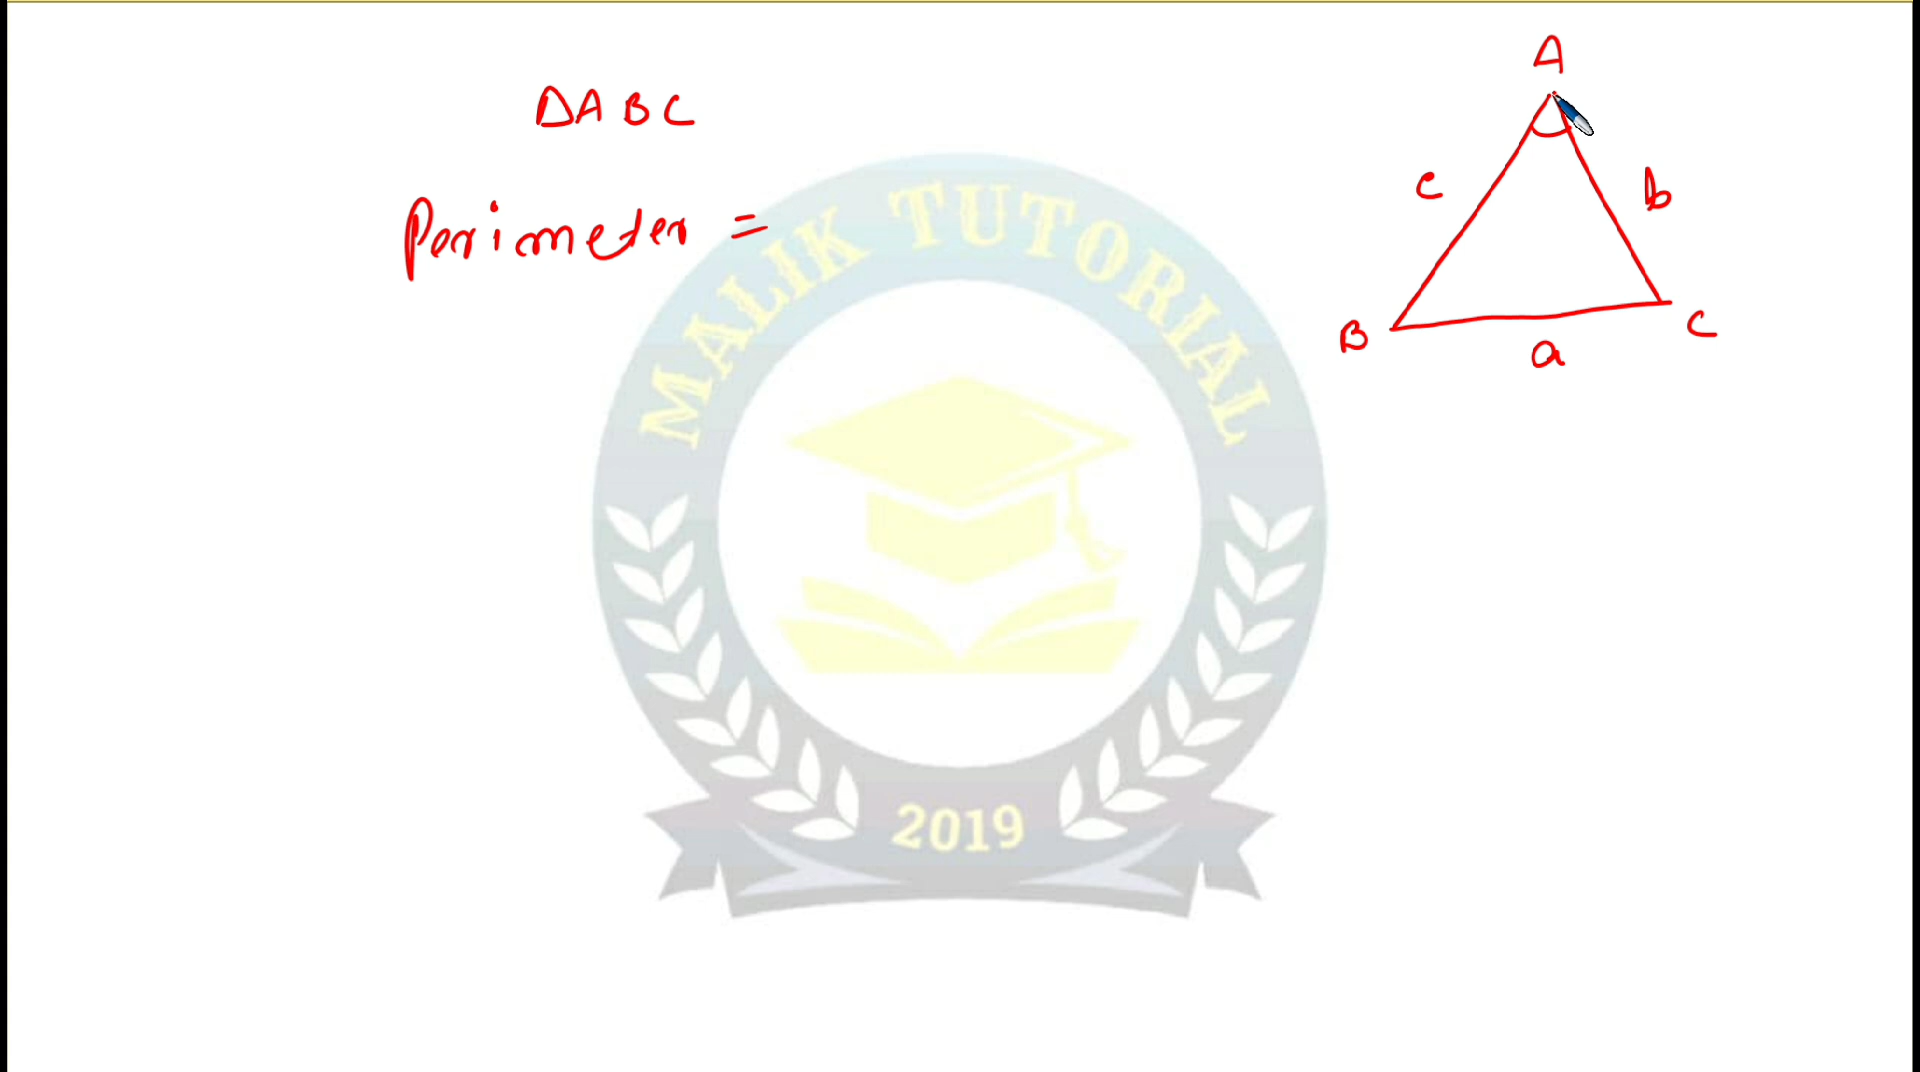 A
ΔABC
c
b
Perimeter =
B
C
a
MALIK TUTORIAL
2019